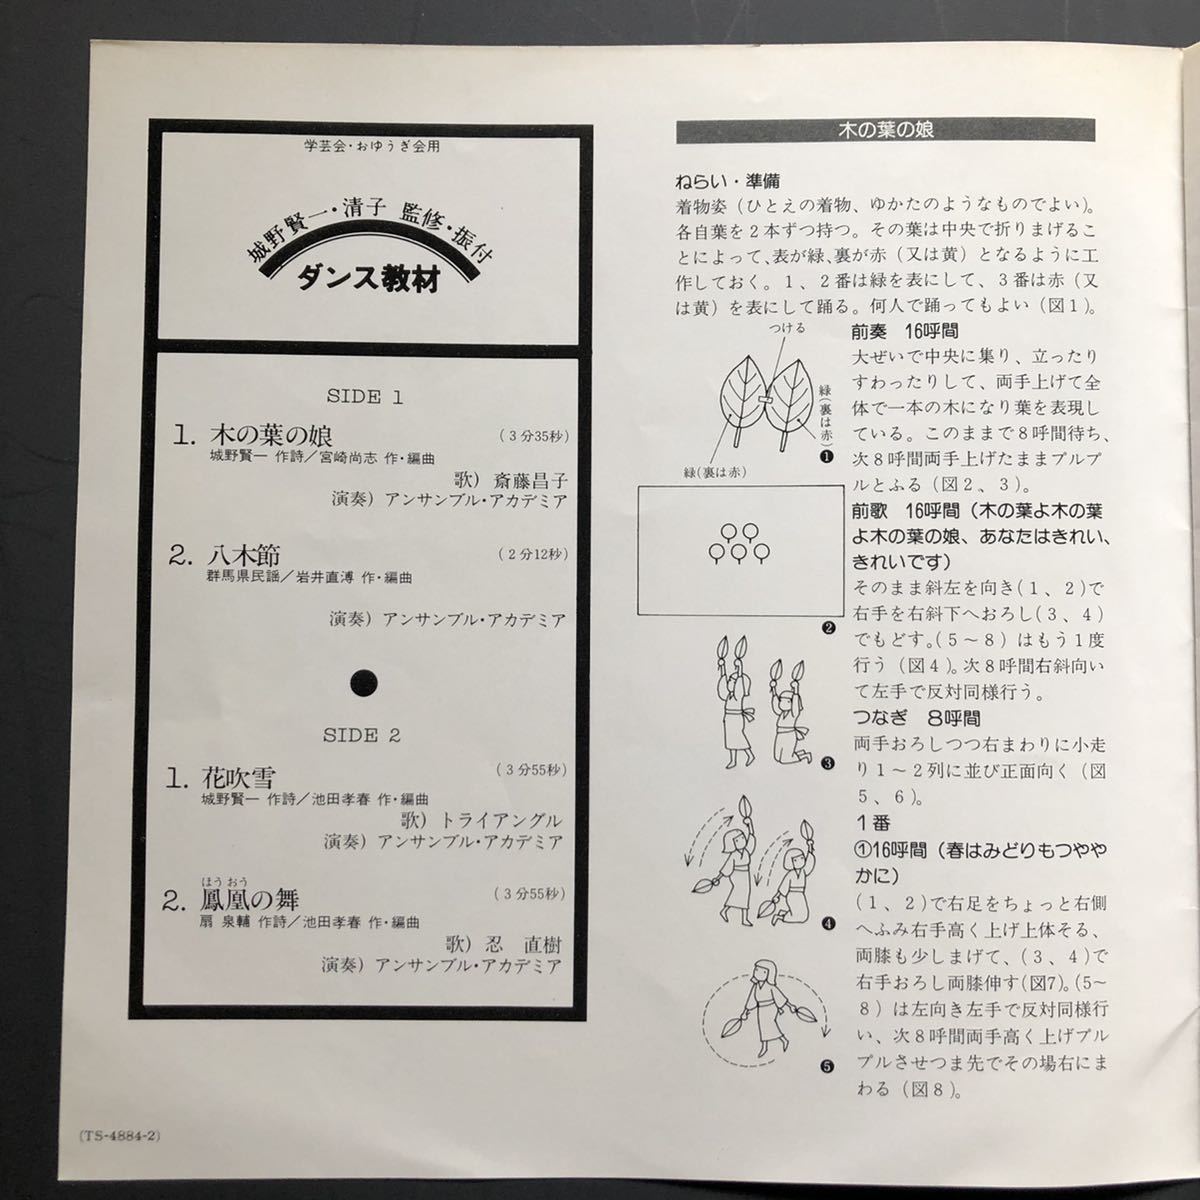 学芸会・おゆうぎ会用
城野賢一・清子 監修・振付
ダンス教材
SIDE 1
1. 木の葉の娘 (3分35秒)
城野賢一 作詩/宮崎尚志 作・編曲
歌) 斎藤昌子
演奏) アンサンブル・アカデミア
2. 八木節 (2分12秒)
群馬県民謡/岩井直溥 作・編曲
演奏) アンサンブル・アカデミア
SIDE 2
1. 花吹雪 (3分55秒)
城野賢一 作詩/池田孝春 作・編曲
歌) トライアングル
演奏) アンサンブル・アカデミア
ほう おう
2. 鳳凰の舞 (3分55秒)
扇 泉輔 作詩/池田孝春 作・編曲
歌) 忍 直樹
演奏) アンサンブル・アカデミア
(TS-4884-2)
木の葉の娘
ねらい・準備
着物姿(ひとえの着物、ゆかたのようなものでよい)。
各自葉を2本ずつ持つ。その葉は中央で折りまげるこ
とによって、表が緑、裏が赤(又は黄)となるように工
作しておく。1、2番は緑を表にして、3番は赤(又
は黄)を表にして踊る。何人で踊ってもよい(図1)。
つける
緑(裏は赤)
緑(裏は赤)
❶
❷
❸
❹
❺
前奏 16呼間
大ぜいで中央に集り、立ったり
すわったりして、両手上げて全
体で一本の木になり葉を表現し
ている。このままで8呼間待ち、
次8呼間両手上げたままプルプ
ルとふる(図2、3)。
前歌 16呼間(木の葉よ木の葉
よ木の葉の娘、あなたはきれい、
きれいです)
そのまま斜左を向き(1、2)で
右手を右斜下へおろし(3、4)
でもどす。(5～8)はもう1度
行う(図4)。次8呼間右斜向い
て左手で反対同様行う。
つなぎ 8呼間
両手おろしつつ右まわりに小走
り1～2列に並び正面向く(図
5、6)。
1番
①16呼間(春はみどりもつやや
かに)
(1、2)で右足をちょっと右側
へふみ右手高く上げ上体そる、
両膝も少しまげて、(3、4)で
右手おろし両膝伸す(図7)。(5～
8)は左向き左手で反対同様行
い、次8呼間両手高く上げプル
プルさせつま先でその場右にま
わる(図8)。